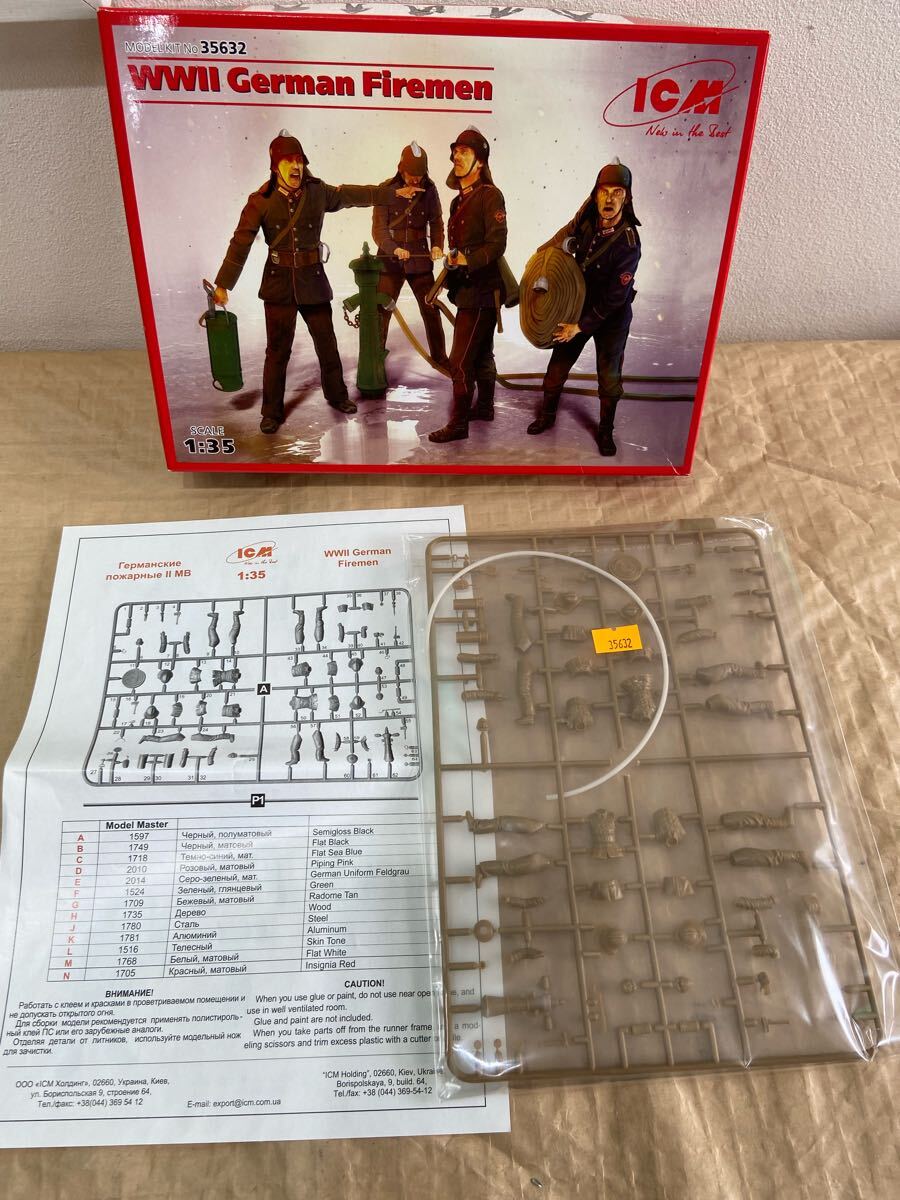 MODEL KIT No 35632
WWII German Firemen
ICM
New in the Best
SCALE
1:35
Германские
пожарные II МВ
ICM
1:35
WWII German
Firemen
A
P1
35632
Model Master
A 1597 Черный, полуматовый Semigloss Black
B 1749 Черный, матовый Flat Black
C 1718 Темно-синий, мат. Flat Sea Blue
D 2010 Розовый, матовый Piping Pink
E 2014 Серо-зеленый, мат. German Uniform Feldgrau
F 1524 Зеленый, глянцевый Green
G 1709 Бежевый, матовый Radome Tan
H 1735 Дерево Wood
J 1780 Сталь Steel
K 1781 Алюминий Aluminum
L 1516 Телесный Skin Tone
M 1768 Белый, матовый Flat White
N 1705 Красный, матовый Insignia Red
ВНИМАНИЕ!
Работать с клеем и красками в проветриваемом помещении и
не допускать открытого огня.
Для сборки модели рекомендуется применять полистироль-
ный клей ПС или его зарубежные аналоги.
Отделяя детали от литников, используйте модельный нож
для зачистки.
CAUTION!
When you use glue or paint, do not use near open and
use in well ventilated room.
Glue and paint are not included.
When you take parts off from the runner frame a mod-
eling scissors and trim excess plastic with a cutter
ООО «ICM Холдинг», 02660, Украина, Киев,
ул. Бориспольская 9, строение 64,
Тел./факс: +38(044) 369 54 12
E-mail: export@icm.com.ua
"ICM Holding", 02660, Kiev, Ukraine
Borispolskaya, 9, build. 64,
Tel./fax: +38 (044) 369-54-12